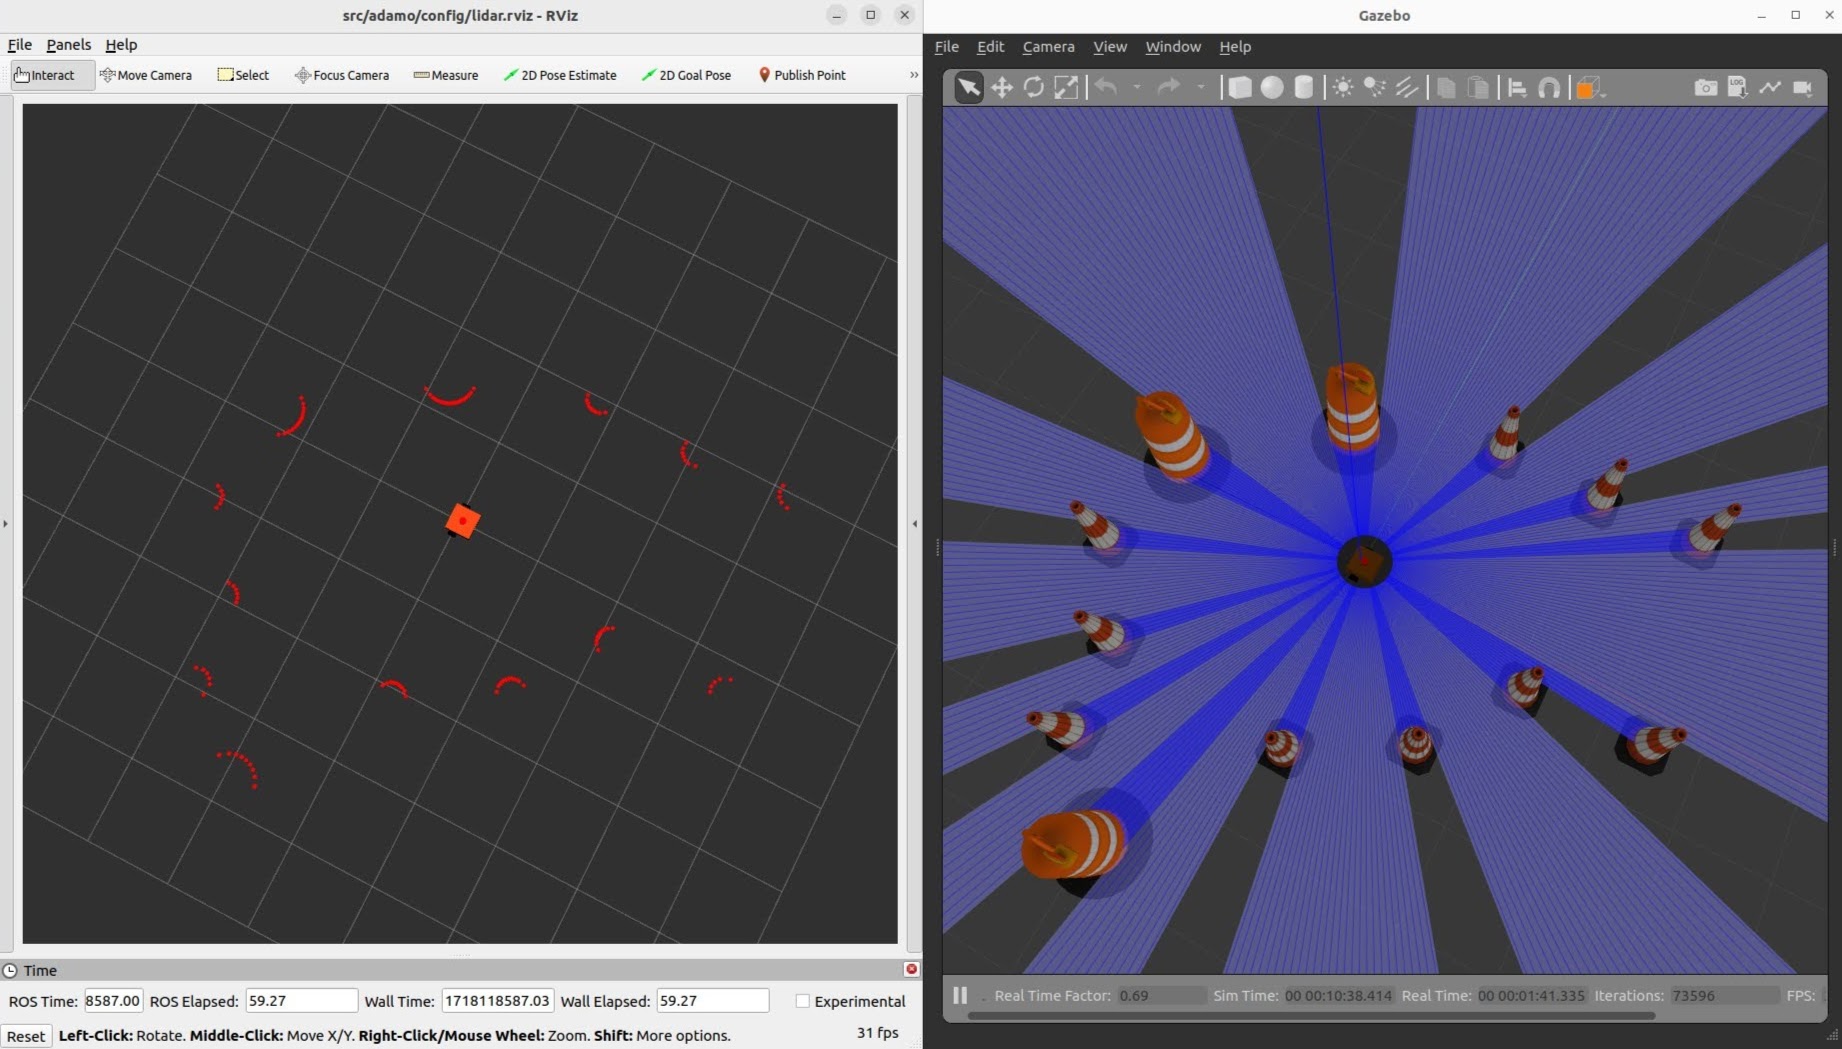 src/adamo/config/lidar.rviz - RViz
File Panels Help
Interact Move Camera Select Focus Camera Measure 2D Pose Estimate 2D Goal Pose Publish Point »
Time
ROS Time: 8587.00 ROS Elapsed: 59.27 Wall Time: 1718118587.03 Wall Elapsed: 59.27 Experimental
Reset Left-Click: Rotate. Middle-Click: Move X/Y. Right-Click/Mouse Wheel: Zoom. Shift: More options. 31 fps
Gazebo
File Edit Camera View Window Help
LOG
Real Time Factor: 0.69 Sim Time: 00 00:10:38.414 Real Time: 00 00:01:41.335 Iterations: 73596 FPS: